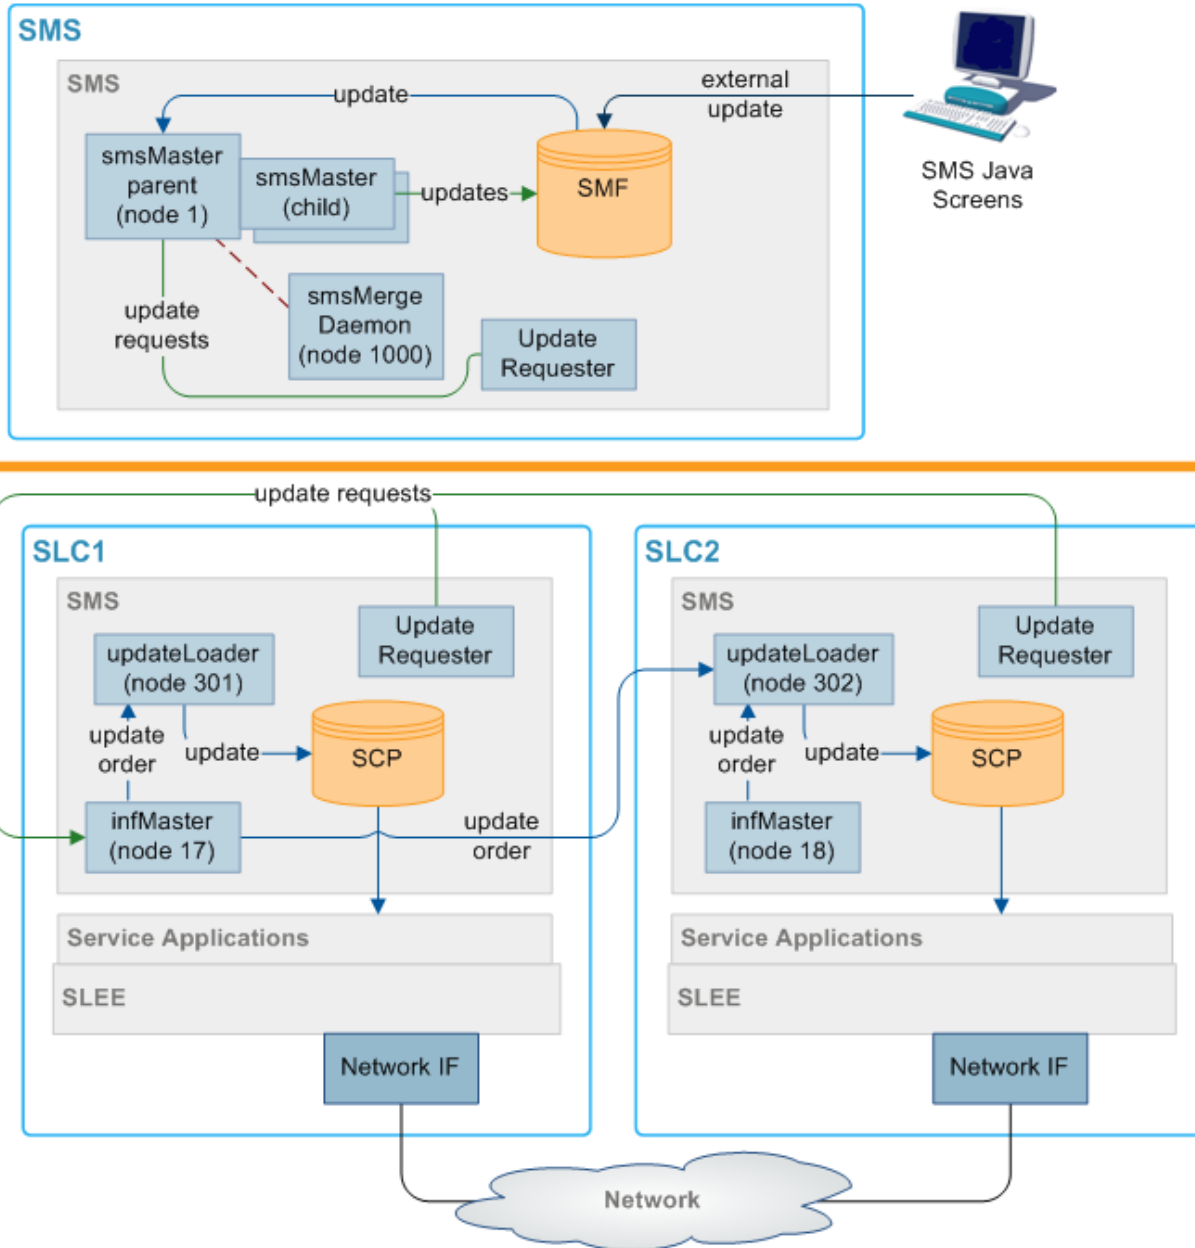 SMS
SMS
update
external
update
SMS Java
Screens
smsMaster
parent
(node 1)
smsMaster
(child)
updates
SMF
update
requests
smsMerge
Daemon
(node 1000)
Update
Requester
update requests
SLC1
SMS
Update
Requester
updateLoader
(node 301)
update
order
update
SCP
infMaster
(node 17)
update
order
Service Applications
SLEE
Network IF
SLC2
SMS
Update
Requester
updateLoader
(node 302)
update
order
update
SCP
infMaster
(node 18)
Service Applications
SLEE
Network IF
Network